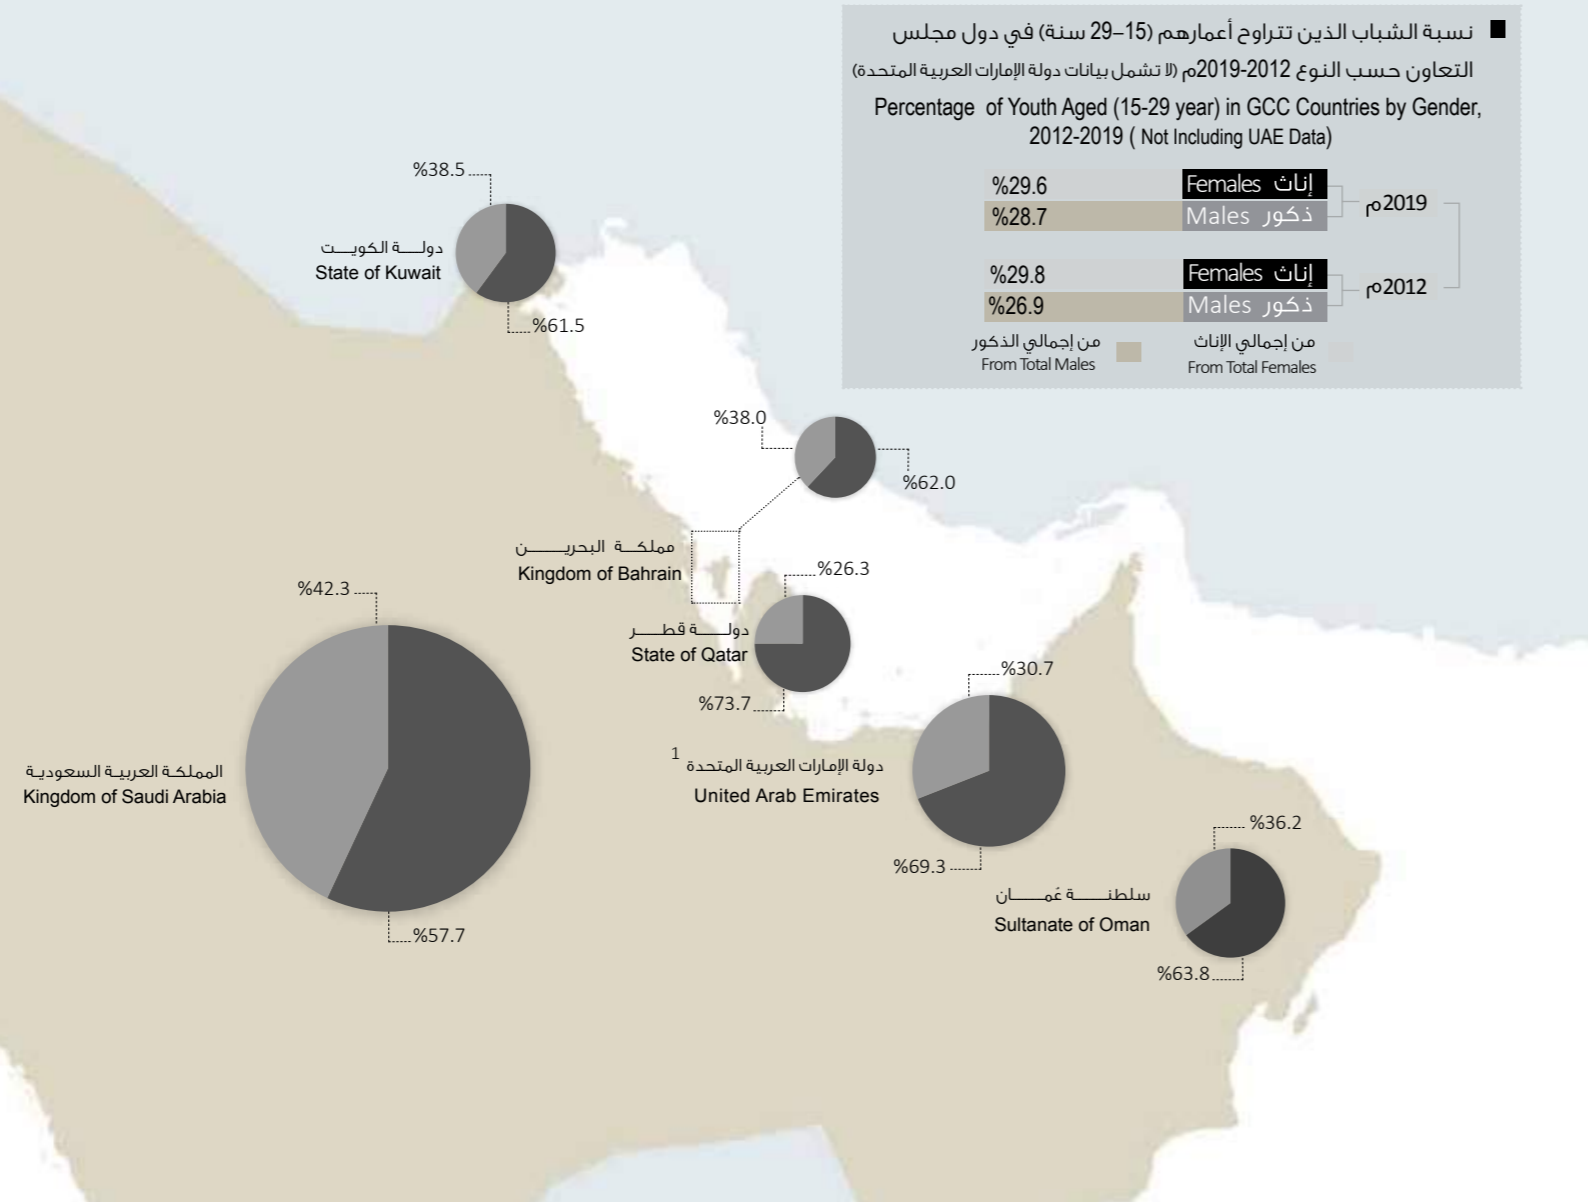 نسبة الشباب الذين تتراوح أعمارهم (15–29 سنة) في دول مجلس
التعاون حسب النوع 2012-2019م (لا تشمل بيانات دولة الإمارات العربية المتحدة)
Percentage of Youth Aged (15-29 year) in GCC Countries by Gender,
2012-2019 ( Not Including UAE Data)
%29.6 Females إناث
2019م
%28.7 Males ذكور
%29.8 Females إناث
2012م
%26.9 Males ذكور
من إجمالي الذكور
From Total Males
من إجمالي الإناث
From Total Females
%38.5
دولة الكويت
State of Kuwait
%61.5
%38.0
%62.0
مملكة البحرين
Kingdom of Bahrain
%26.3
دولة قطر
State of Qatar
%73.7
%42.3
المملكة العربية السعودية
Kingdom of Saudi Arabia
%57.7
%30.7
دولة الإمارات العربية المتحدة 1
United Arab Emirates
%69.3
%36.2
سلطنة عُمان
Sultanate of Oman
%63.8